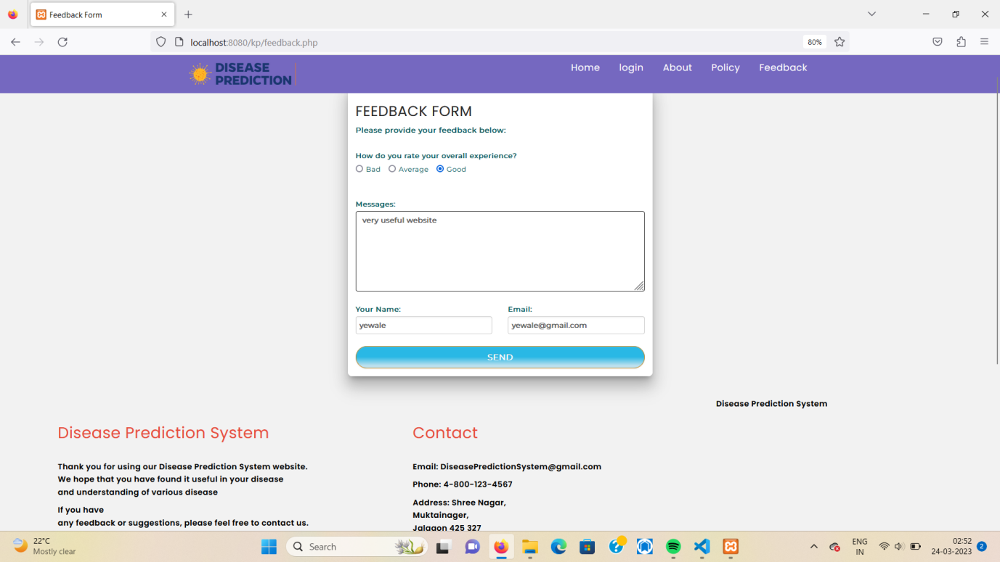 Feedback Form
localhost:8080/kp/feedback.php
80%
DISEASE
PREDICTION
Home login About Policy Feedback
FEEDBACK FORM
Please provide your feedback below:
How do you rate your overall experience?
Bad Average Good
Messages:
very useful website
Your Name: Email:
yewale yewale@gmail.com
SEND
Disease Prediction System
Disease Prediction System
Thank you for using our Disease Prediction System website.
We hope that you have found it useful in your disease
and understanding of various disease
If you have
any feedback or suggestions, please feel free to contact us.
Contact
Email: DiseasePredictionSystem@gmail.com
Phone: 4-800-123-4567
Address: Shree Nagar,
Muktainager,
Jalagon 425 327
22°C
Mostly clear
Search
ENG
IN
02:52
24-03-2023
2